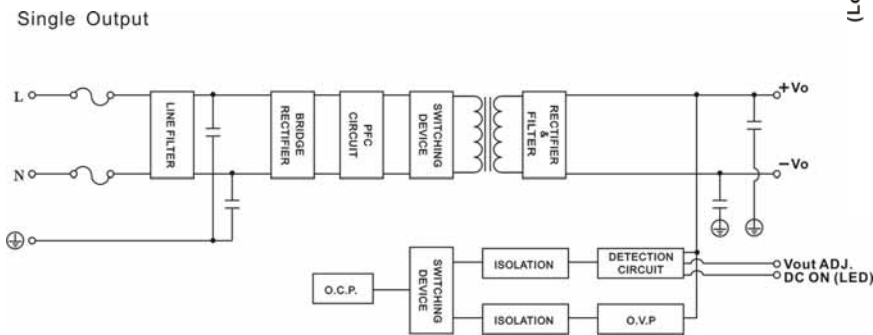 Single Output
L
N
LINE FILTER
BRIDGE
RECTIFIER
PFC
CIRCUIT
SWITCHING
DEVICE
RECTIFIER
&
FILTER
+Vo
-Vo
O.C.P.
SWITCHING
DEVICE
ISOLATION
DETECTION
CIRCUIT
Vout ADJ.
DC ON (LED)
ISOLATION
O.V.P